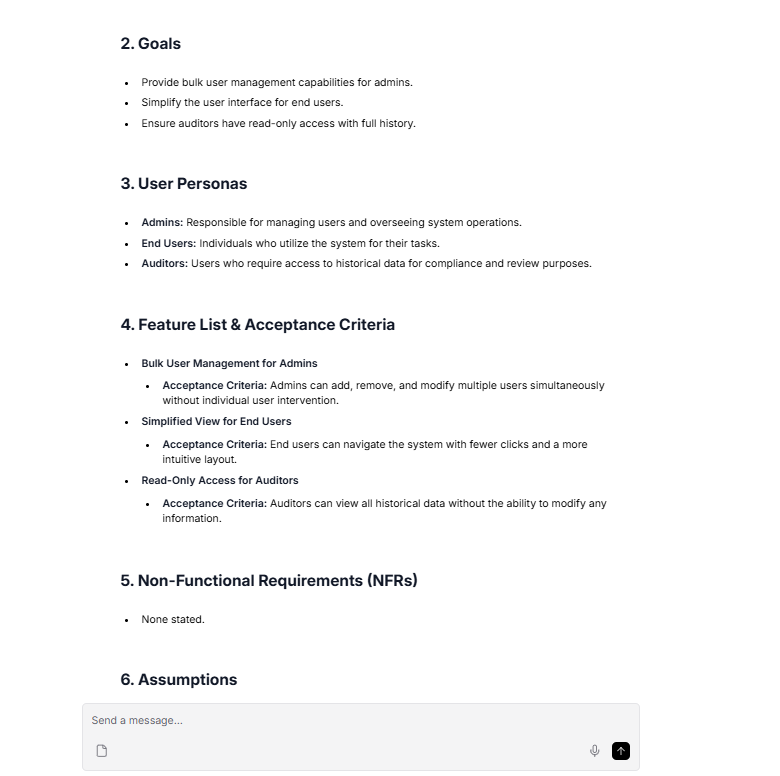 2. Goals
• Provide bulk user management capabilities for admins.
• Simplify the user interface for end users.
• Ensure auditors have read-only access with full history.
3. User Personas
• Admins: Responsible for managing users and overseeing system operations.
• End Users: Individuals who utilize the system for their tasks.
• Auditors: Users who require access to historical data for compliance and review purposes.
4. Feature List & Acceptance Criteria
• Bulk User Management for Admins
• Acceptance Criteria: Admins can add, remove, and modify multiple users simultaneously
without individual user intervention.
• Simplified View for End Users
• Acceptance Criteria: End users can navigate the system with fewer clicks and a more
intuitive layout.
• Read-Only Access for Auditors
• Acceptance Criteria: Auditors can view all historical data without the ability to modify any
information.
5. Non-Functional Requirements (NFRs)
• None stated.
6. Assumptions
Send a message...